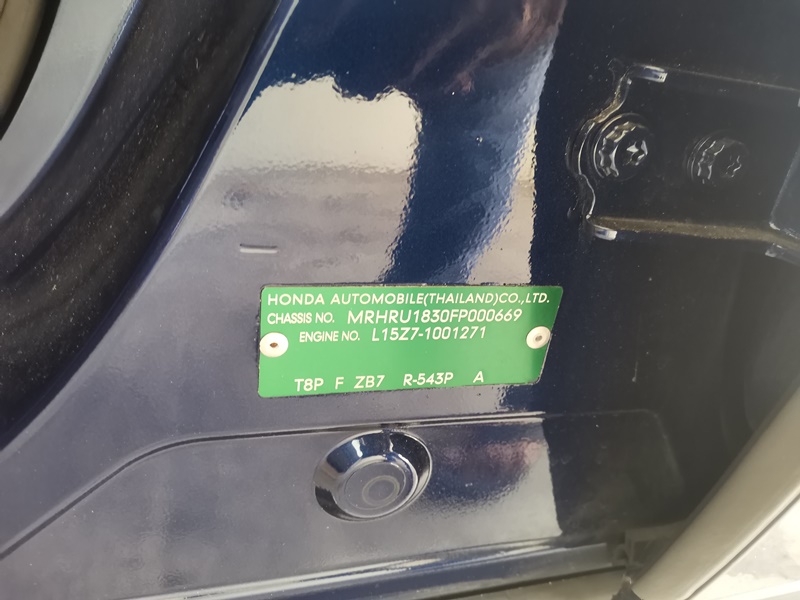 HONDA AUTOMOBILE(THAILAND)CO.,LTD.
CHASSIS NO. MRHRU1830FP000669
ENGINE NO. L15Z7-1001271
T8P F ZB7 R-543P A